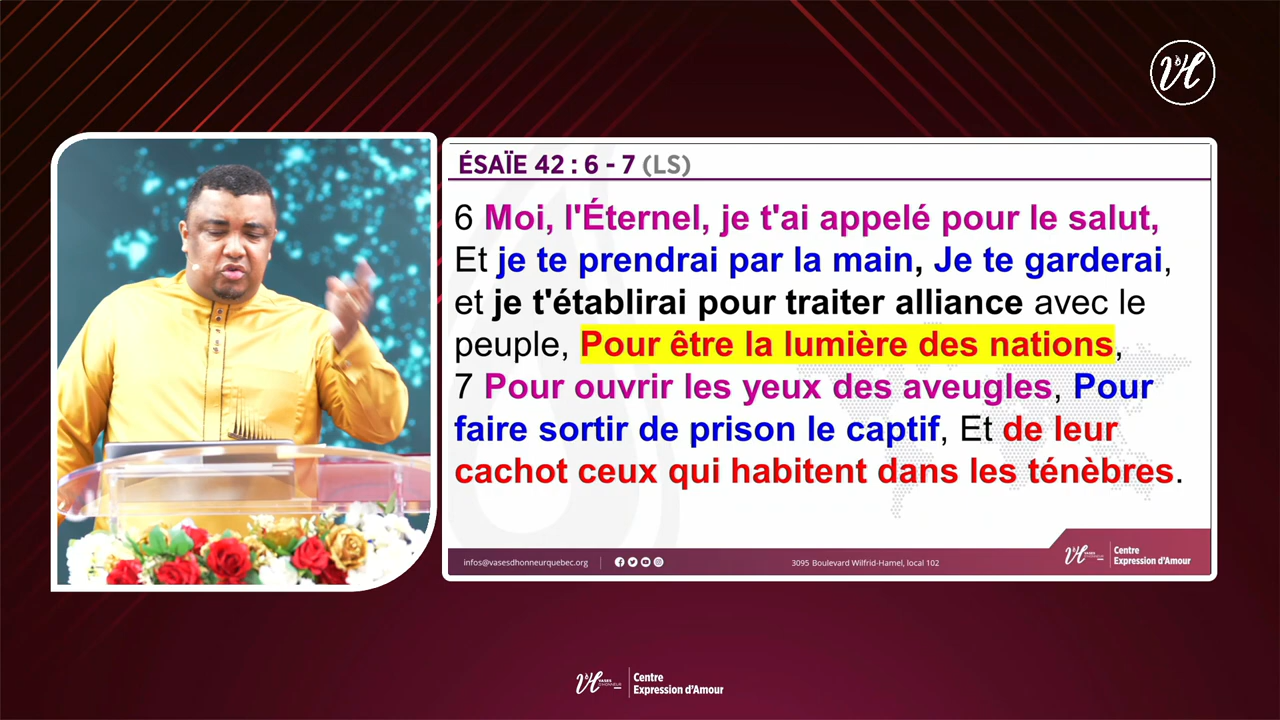 VH
ÉSAÏE 42 : 6 - 7 (LS)
6 Moi, l'Éternel, je t'ai appelé pour le salut,
Et je te prendrai par la main, Je te garderai,
et je t'établirai pour traiter alliance avec le
peuple, Pour être la lumière des nations,
7 Pour ouvrir les yeux des aveugles, Pour
faire sortir de prison le captif, Et de leur
cachot ceux qui habitent dans les ténèbres.
infos@vasesdhonneurquebec.org
3095 Boulevard Wilfrid-Hamel, local 102
VH
Centre
Expression d'Amour
VH VASES
Centre
Expression d'Amour